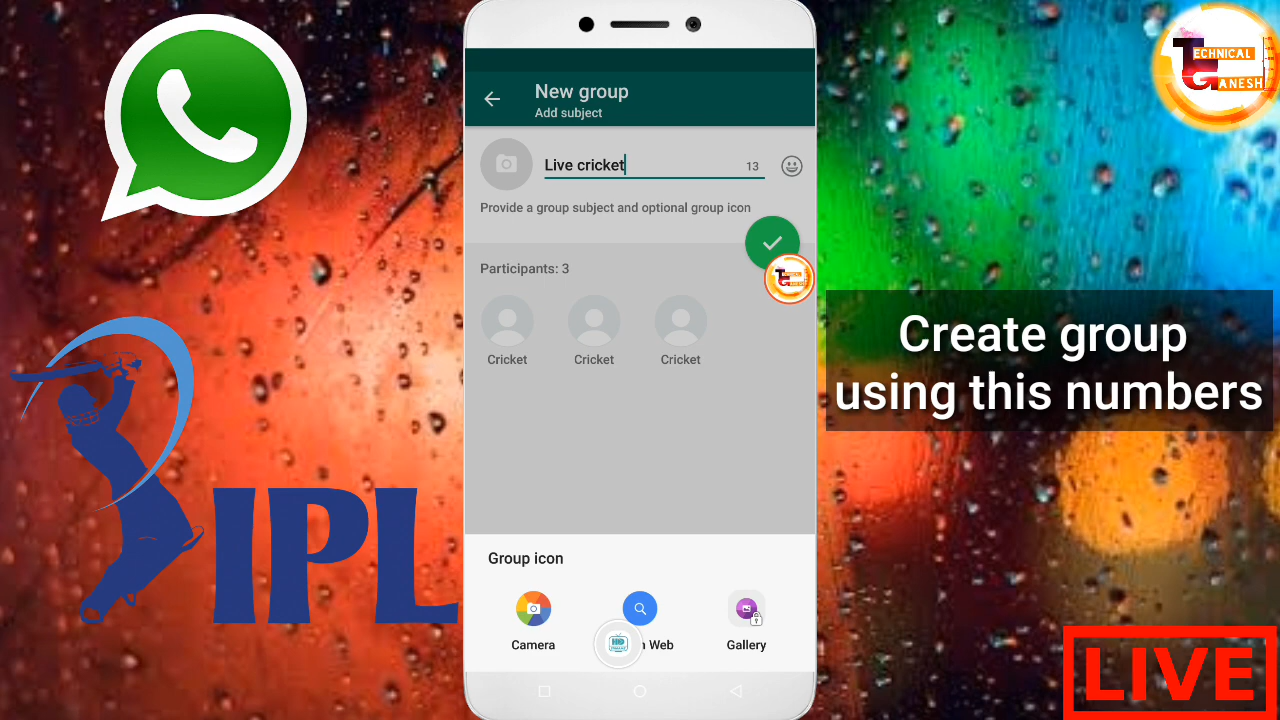 TECHNICAL
GANESH
New group
Add subject
Live cricket
13
Provide a group subject and optional group icon
Participants: 3
Cricket
Cricket
Cricket
Create group
using this numbers
IPL
Group icon
Camera
Web
Gallery
LIVE